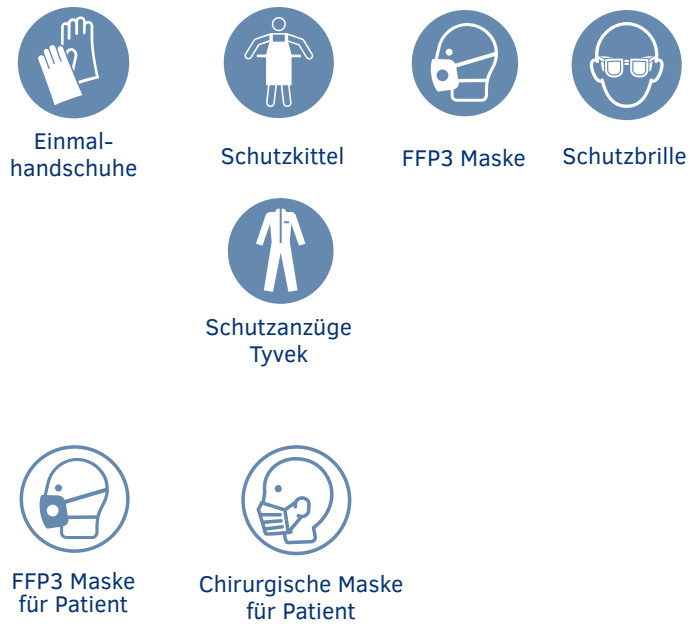 Einmal-
handschuhe
Schutzkittel
FFP3 Maske
Schutzbrille
Schutzanzüge
Tyvek
FFP3 Maske
für Patient
Chirurgische Maske
für Patient